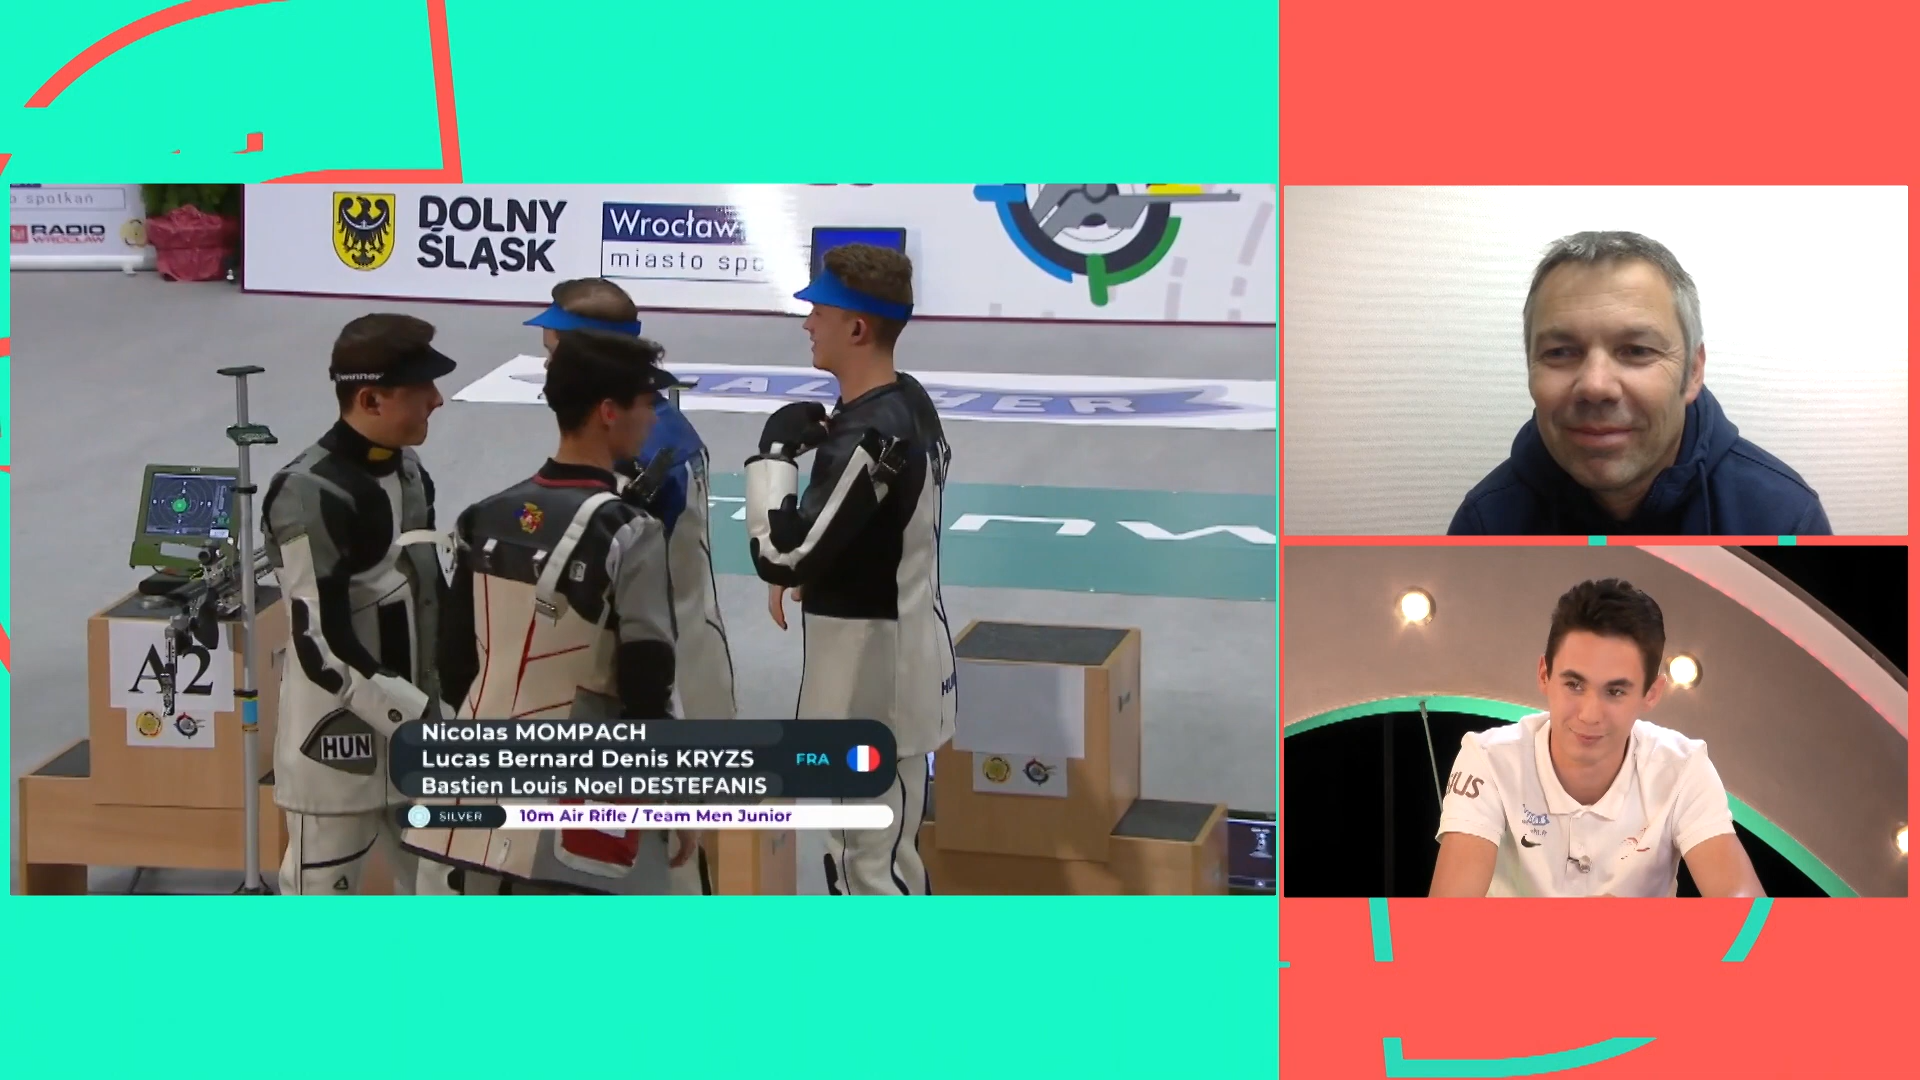 o spotkań
RADIO
WROCŁAW
DOLNY
ŚLĄSK
Wrocław
miasto spo
winner
A2
HUN
Nicolas MOMPACH
Lucas Bernard Denis KRYZS
Bastien Louis Noel DESTEFANIS
FRA
SILVER
10m Air Rifle / Team Men Junior